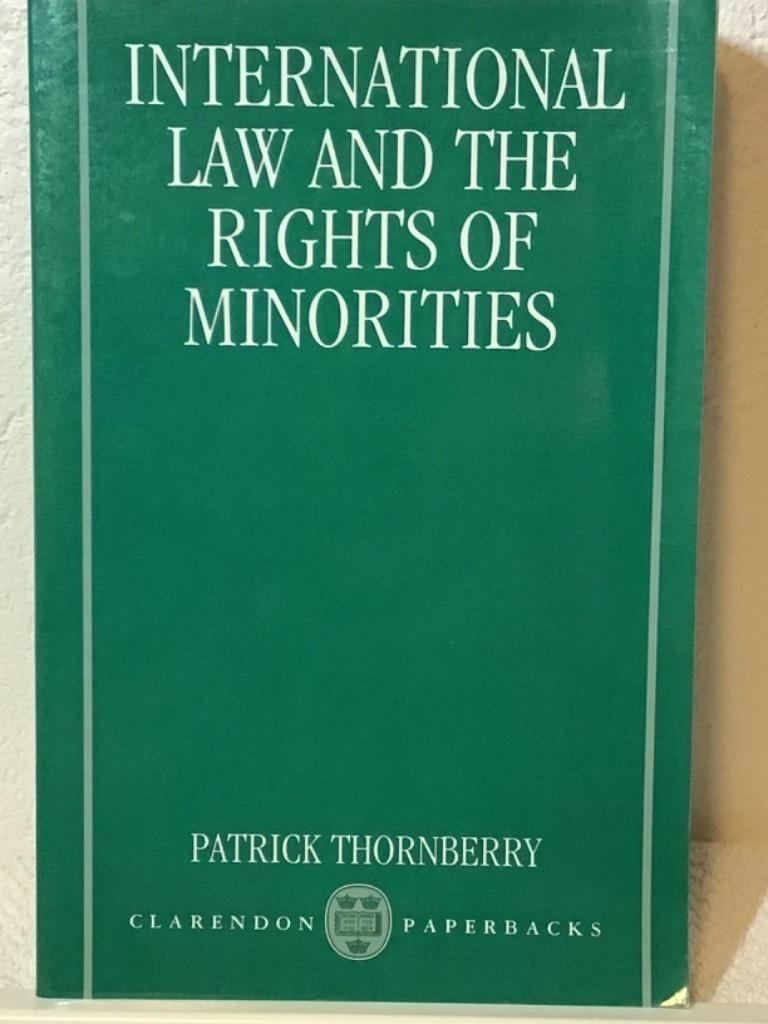 INTERNATIONAL
LAW AND THE
RIGHTS OF
MINORITIES
PATRICK THORNBERRY
CLARENDON PAPERBACKS